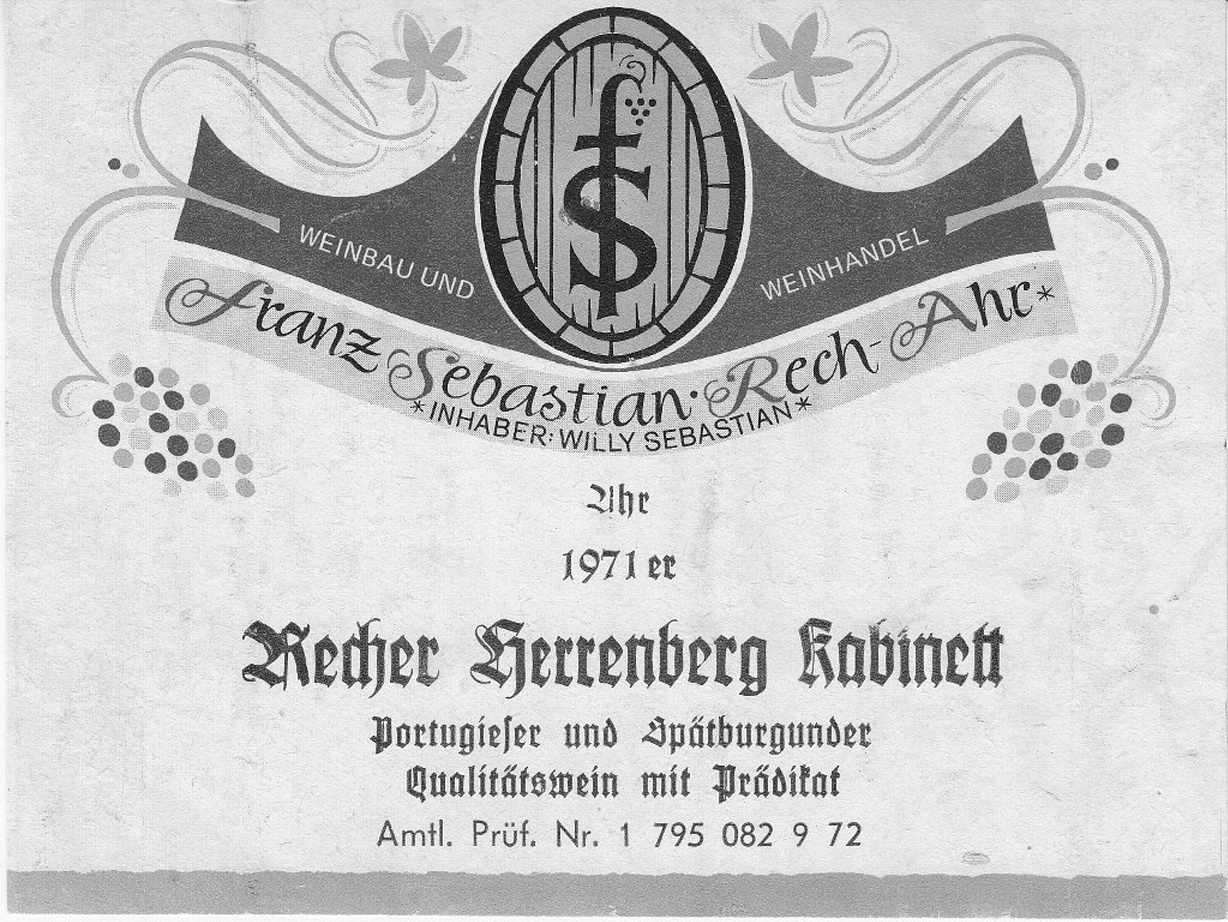 fS
WEINBAU UND WEINHANDEL
Franz Sebastian · Rech-Ahr*
*INHABER: WILLY SEBASTIAN*
Ahr
1971er
Recher Herrenberg Kabinett
Portugieser und Spätburgunder
Qualitätswein mit Prädikat
Amtl. Prüf. Nr. 1 795 082 9 72